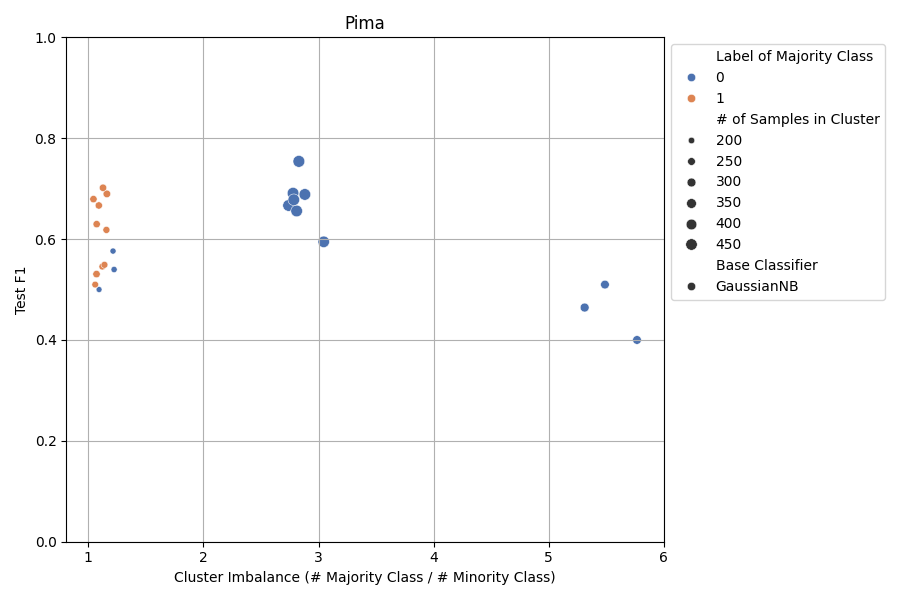 Pima
1.0
0.8
0.6
0.4
0.2
0.0
Test F1
1
2
3
4
5
6
Cluster Imbalance (# Majority Class / # Minority Class)
Label of Majority Class
0
1
# of Samples in Cluster
200
250
300
350
400
450
Base Classifier
GaussianNB